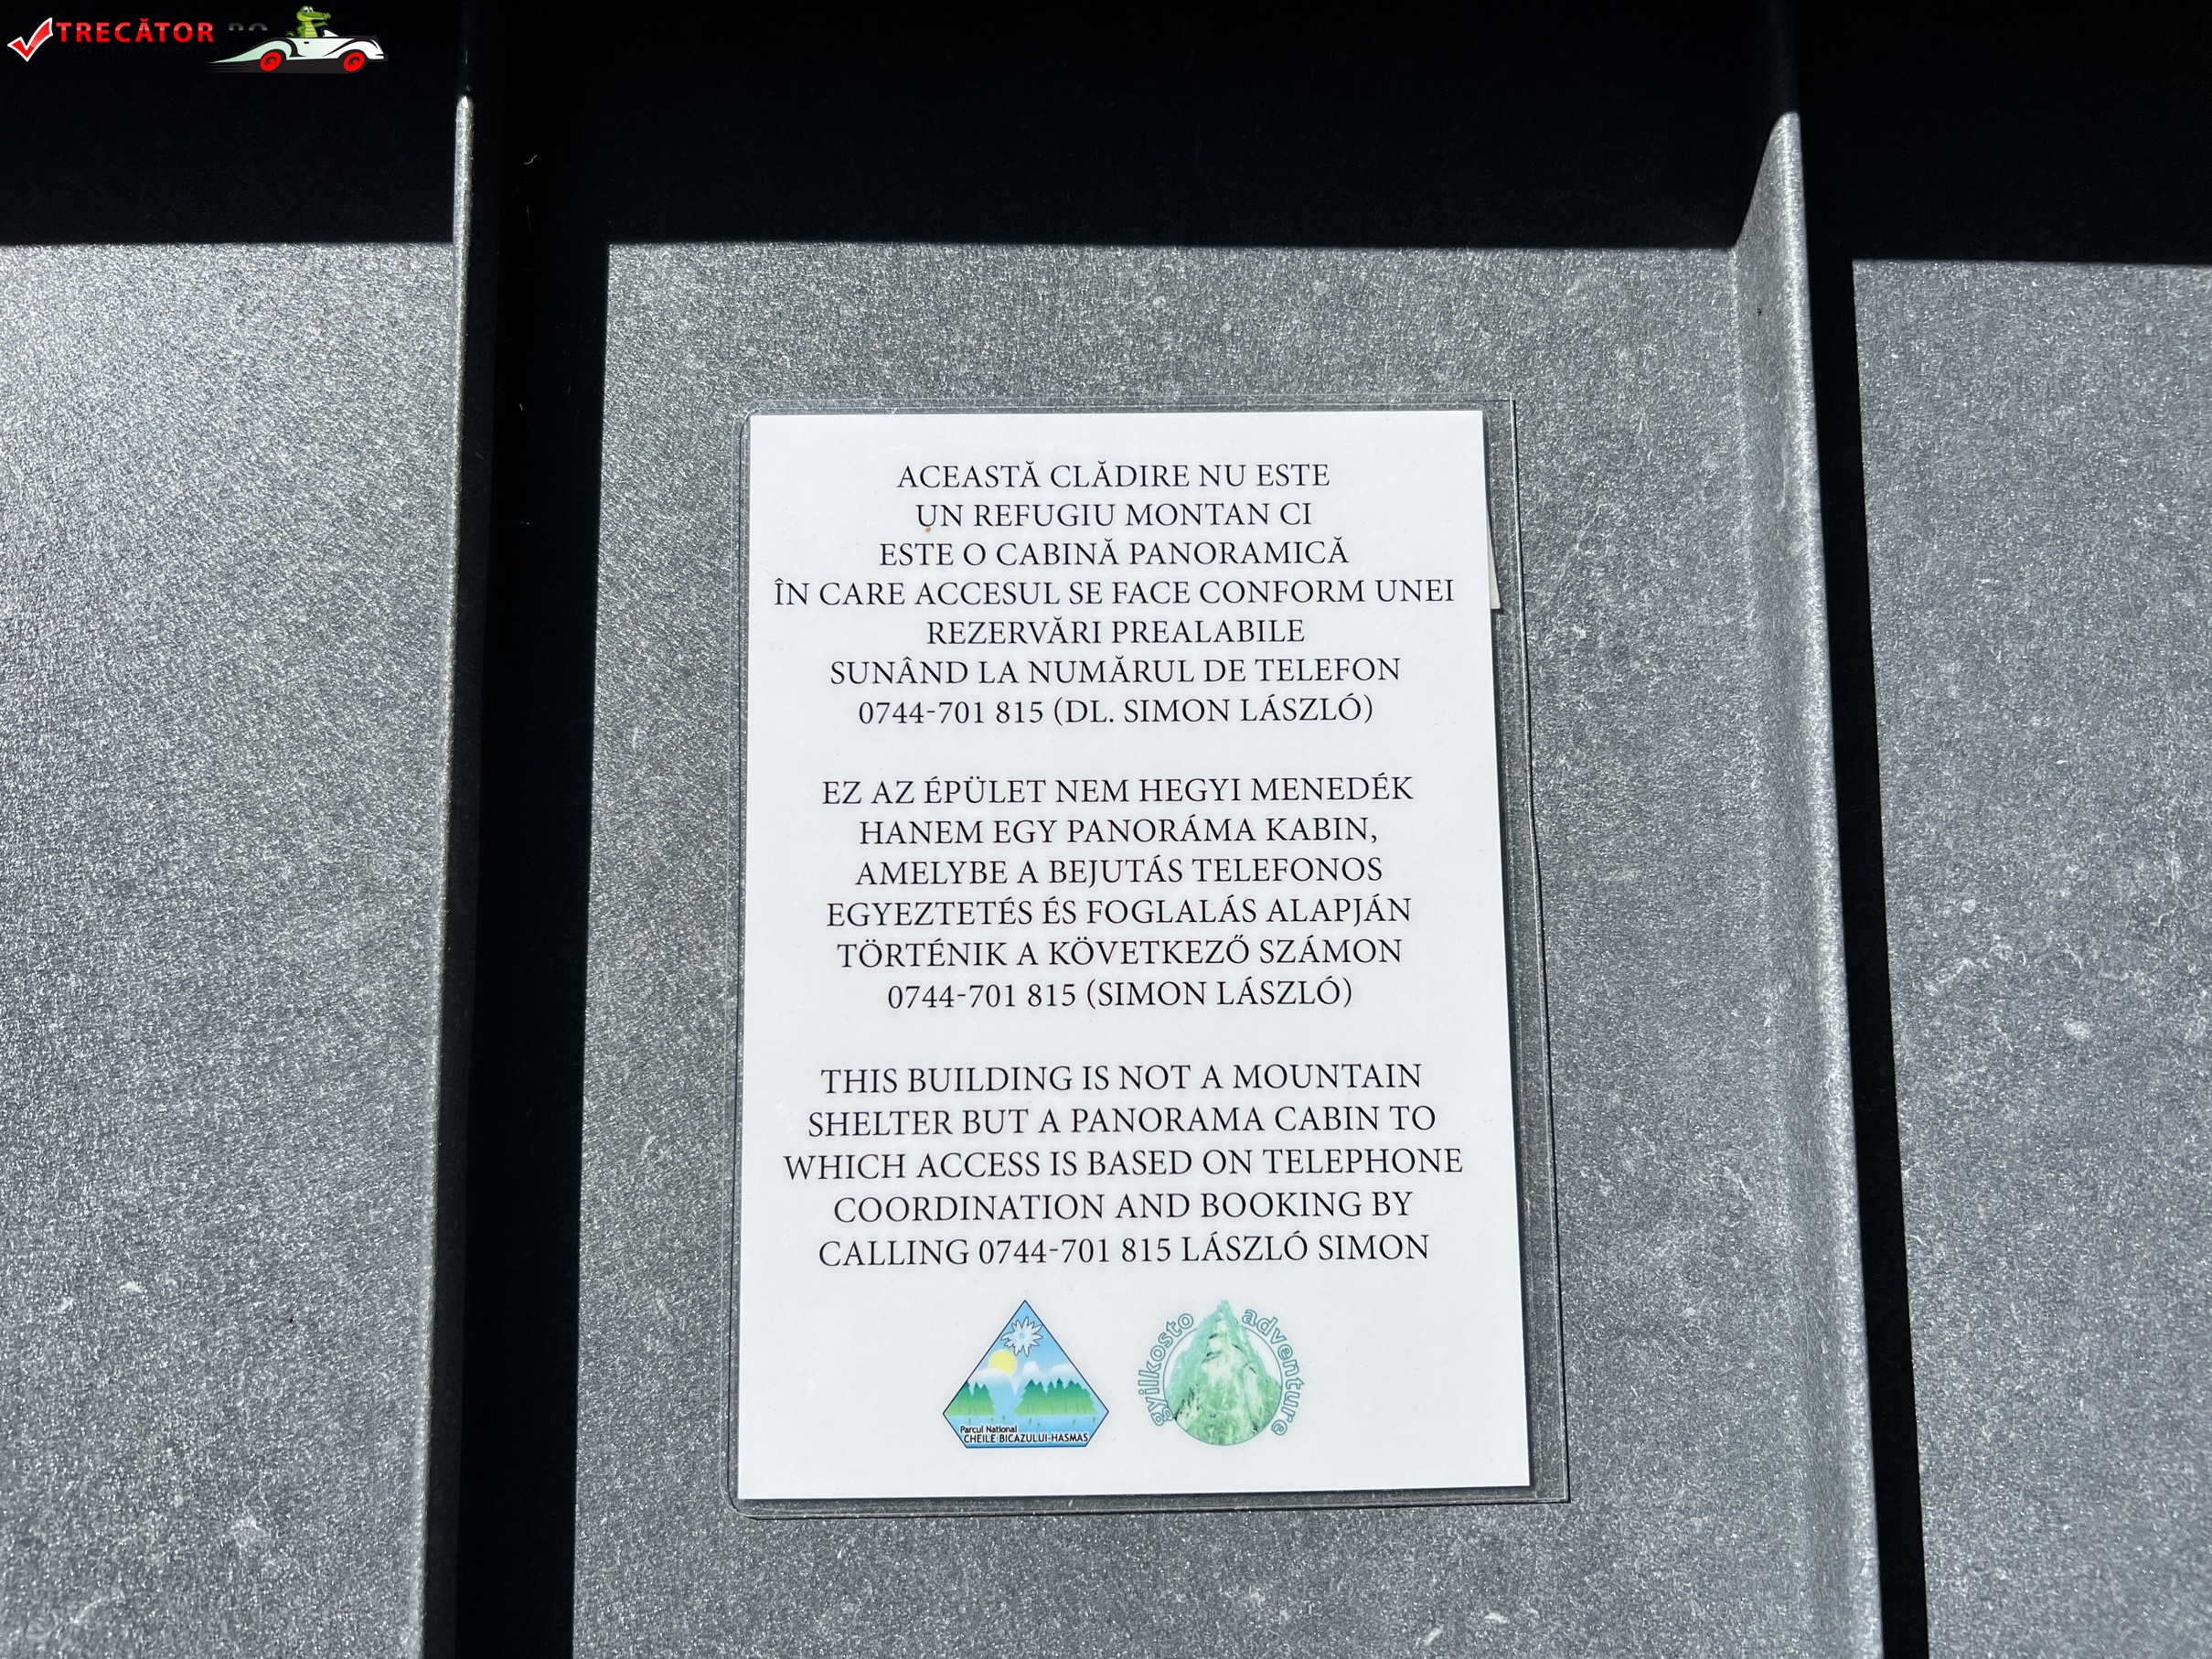 TRECĂTOR
ACEASTĂ CLĂDIRE NU ESTE
UN REFUGIU MONTAN CI
ESTE O CABINĂ PANORAMICĂ
ÎN CARE ACCESUL SE FACE CONFORM UNEI
REZERVĂRI PREALABILE
SUNÂND LA NUMĂRUL DE TELEFON
0744-701 815 (DL. SIMON LÁSZLÓ)
EZ AZ ÉPÜLET NEM HEGYI MENEDÉK
HANEM EGY PANORÁMA KABIN,
AMELYBE A BEJUTÁS TELEFONOS
EGYEZTETÉS ÉS FOGLALÁS ALAPJÁN
TÖRTÉNIK A KÖVETKEZŐ SZÁMON
0744-701 815 (SIMON LÁSZLÓ)
THIS BUILDING IS NOT A MOUNTAIN
SHELTER BUT A PANORAMA CABIN TO
WHICH ACCESS IS BASED ON TELEPHONE
COORDINATION AND BOOKING BY
CALLING 0744-701 815 LÁSZLÓ SIMON
Parcul National
CHEILE BICAZULUI-HASMAS
gyilkosto adventure